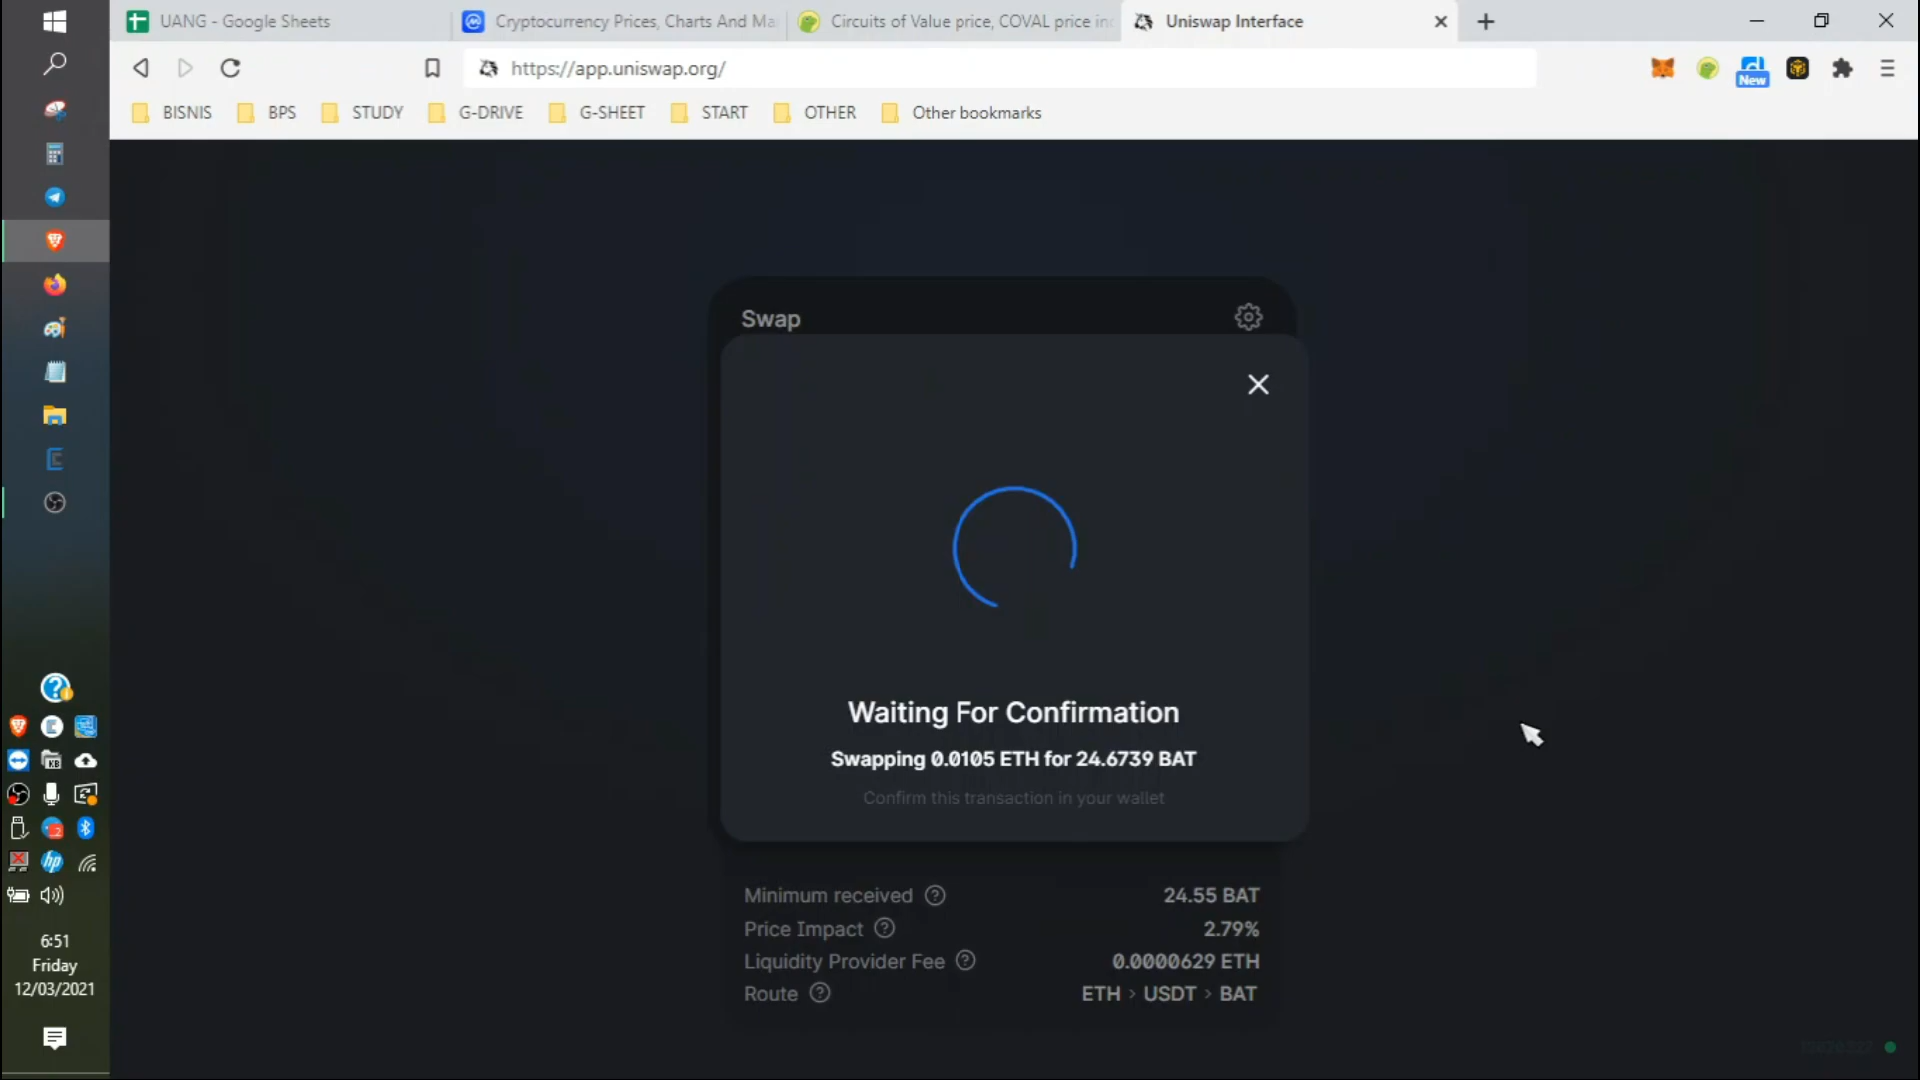 UANG - Google Sheets
Cryptocurrency Prices, Charts And Ma
Circuits of Value price, COVAL price in
Uniswap Interface
https://app.uniswap.org/
New
BISNIS
BPS
STUDY
G-DRIVE
G-SHEET
START
OTHER
Other bookmarks
Swap
Waiting For Confirmation
Swapping 0.0105 ETH for 24.6739 BAT
Confirm this transaction in your wallet
Minimum received ?
24.55 BAT
Price Impact ?
2.79%
Liquidity Provider Fee ?
0.0000629 ETH
Route ?
ETH > USDT > BAT
6:51
Friday
12/03/2021